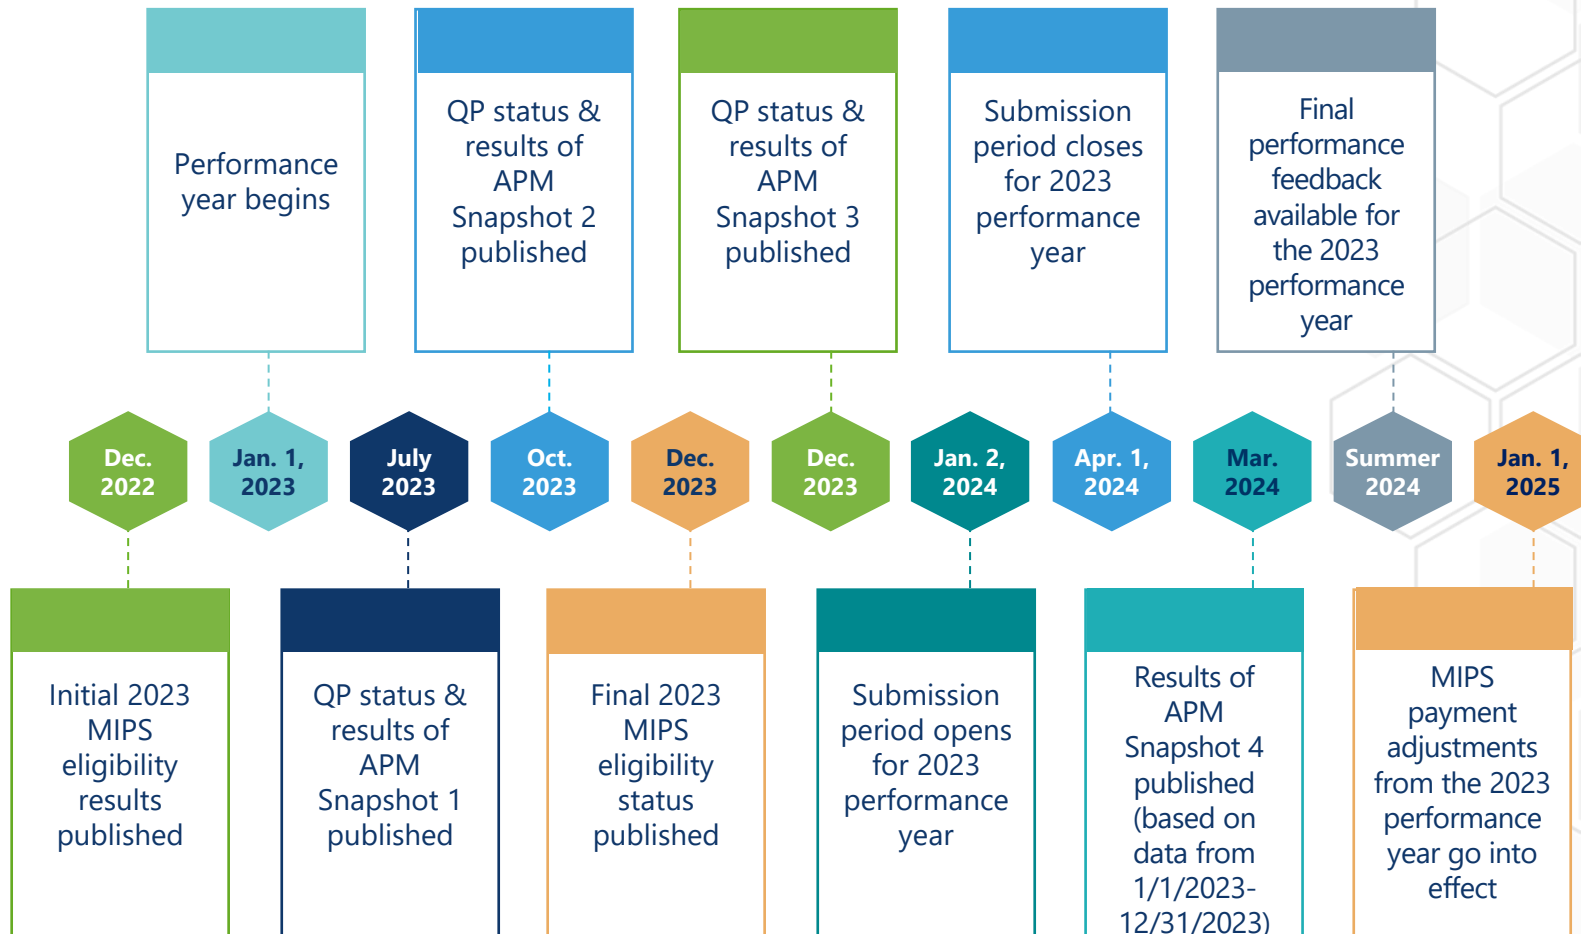 Performance
year begins
QP status &
results of
APM
Snapshot 2
published
QP status &
results of
APM
Snapshot 3
published
Submission
period closes
for 2023
performance
year
Final
performance
feedback
available for
the 2023
performance
year
Dec.
2022
Jan. 1,
2023
July
2023
Oct.
2023
Dec.
2023
Dec.
2023
Jan. 2,
2024
Apr. 1,
2024
Mar.
2024
Summer
2024
Jan. 1,
2025
Initial 2023
MIPS
eligibility
results
published
QP status &
results of
APM
Snapshot 1
published
Final 2023
MIPS
eligibility
status
published
Submission
period opens
for 2023
performance
year
Results of
APM
Snapshot 4
published
(based on
data from
1/1/2023-
12/31/2023)
MIPS
payment
adjustments
from the 2023
performance
year go into
effect